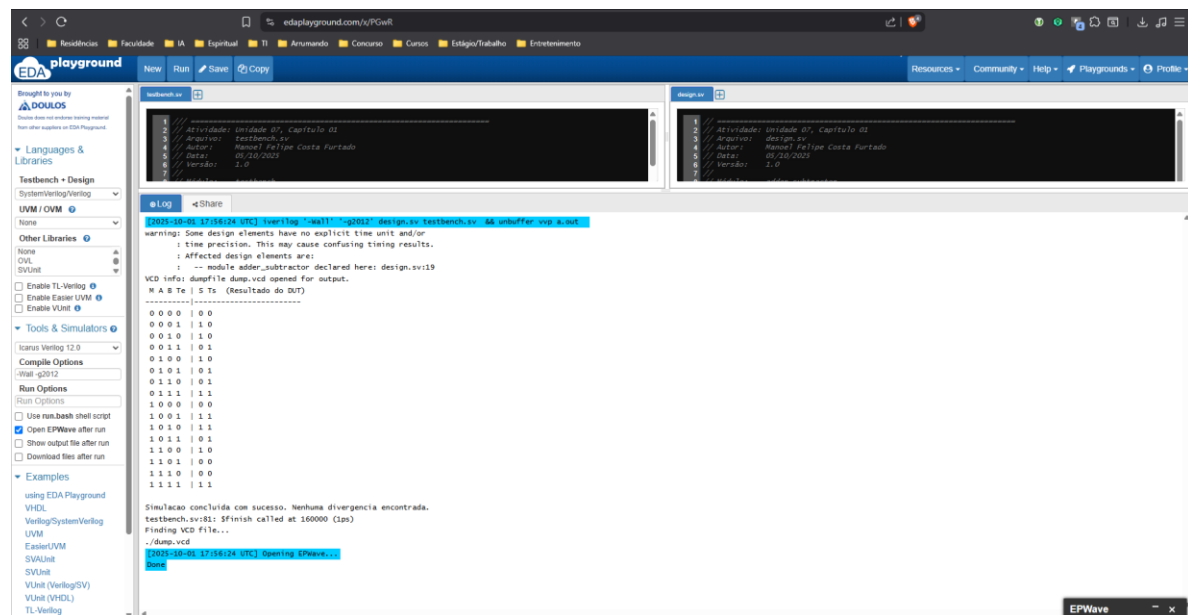 edaplayground.com/x/PGwR
Residências Faculdade IA Espiritual TI Arrumando Concurso Cursos Estágio/Trabalho Entretenimento
EDA playground New Run Save Copy Resources Community Help Playgrounds Profile
Brought to you by
DOULOS
Doulos does not endorse training material
from other suppliers on EDA Playground.
Languages &
Libraries
Testbench + Design
SystemVerilog/Verilog
UVM / OVM
None
Other Libraries
None
OVL
SVUnit
Enable TL-Verilog
Enable Easier UVM
Enable VUnit
Tools & Simulators
Icarus Verilog 12.0
Compile Options
-Wall -g2012
Run Options
Run Options
Use run.bash shell script
Open EPWave after run
Show output file after run
Download files after run
Examples
using EDA Playground
VHDL
Verilog/SystemVerilog
UVM
EasierUVM
SVAUnit
SVUnit
VUnit (Verilog/SV)
VUnit (VHDL)
TL-Verilog
testbench.sv
1 /// ==================================================================
2 // Atividade: Unidade 07, Capítulo 01
3 // Arquivo: testbench.sv
4 // Autor: Manoel Felipe Costa Furtado
5 // Data: 05/10/2025
6 // Versão: 1.0
7 //
design.sv
1 // ==================================================================
2 // Atividade: Unidade 07, Capítulo 01
3 // Arquivo: design.sv
4 // Autor: Manoel Felipe Costa Furtado
5 // Data: 05/10/2025
6 // Versão: 1.0
7 //
Log Share
[2025-10-01 17:56:24 UTC] iverilog '-Wall' '-g2012' design.sv testbench.sv && unbuffer vvp a.out
warning: Some design elements have no explicit time unit and/or
: time precision. This may cause confusing timing results.
: Affected design elements are:
: -- module adder_subtractor declared here: design.sv:19
VCD info: dumpfile dump.vcd opened for output.
M A B Te | S Ts (Resultado do DUT)
----------|-----------------------
0 0 0 0 | 0 0
0 0 0 1 | 1 0
0 0 1 0 | 1 0
0 0 1 1 | 0 1
0 1 0 0 | 1 0
0 1 0 1 | 0 1
0 1 1 0 | 0 1
0 1 1 1 | 1 1
1 0 0 0 | 0 0
1 0 0 1 | 1 1
1 0 1 0 | 1 1
1 0 1 1 | 0 1
1 1 0 0 | 1 0
1 1 0 1 | 0 0
1 1 1 0 | 0 0
1 1 1 1 | 1 1
Simulacao concluida com sucesso. Nenhuma divergencia encontrada.
testbench.sv:81: $finish called at 160000 (1ps)
Finding VCD file...
./dump.vcd
[2025-10-01 17:56:24 UTC] Opening EPWave...
Done
EPWave